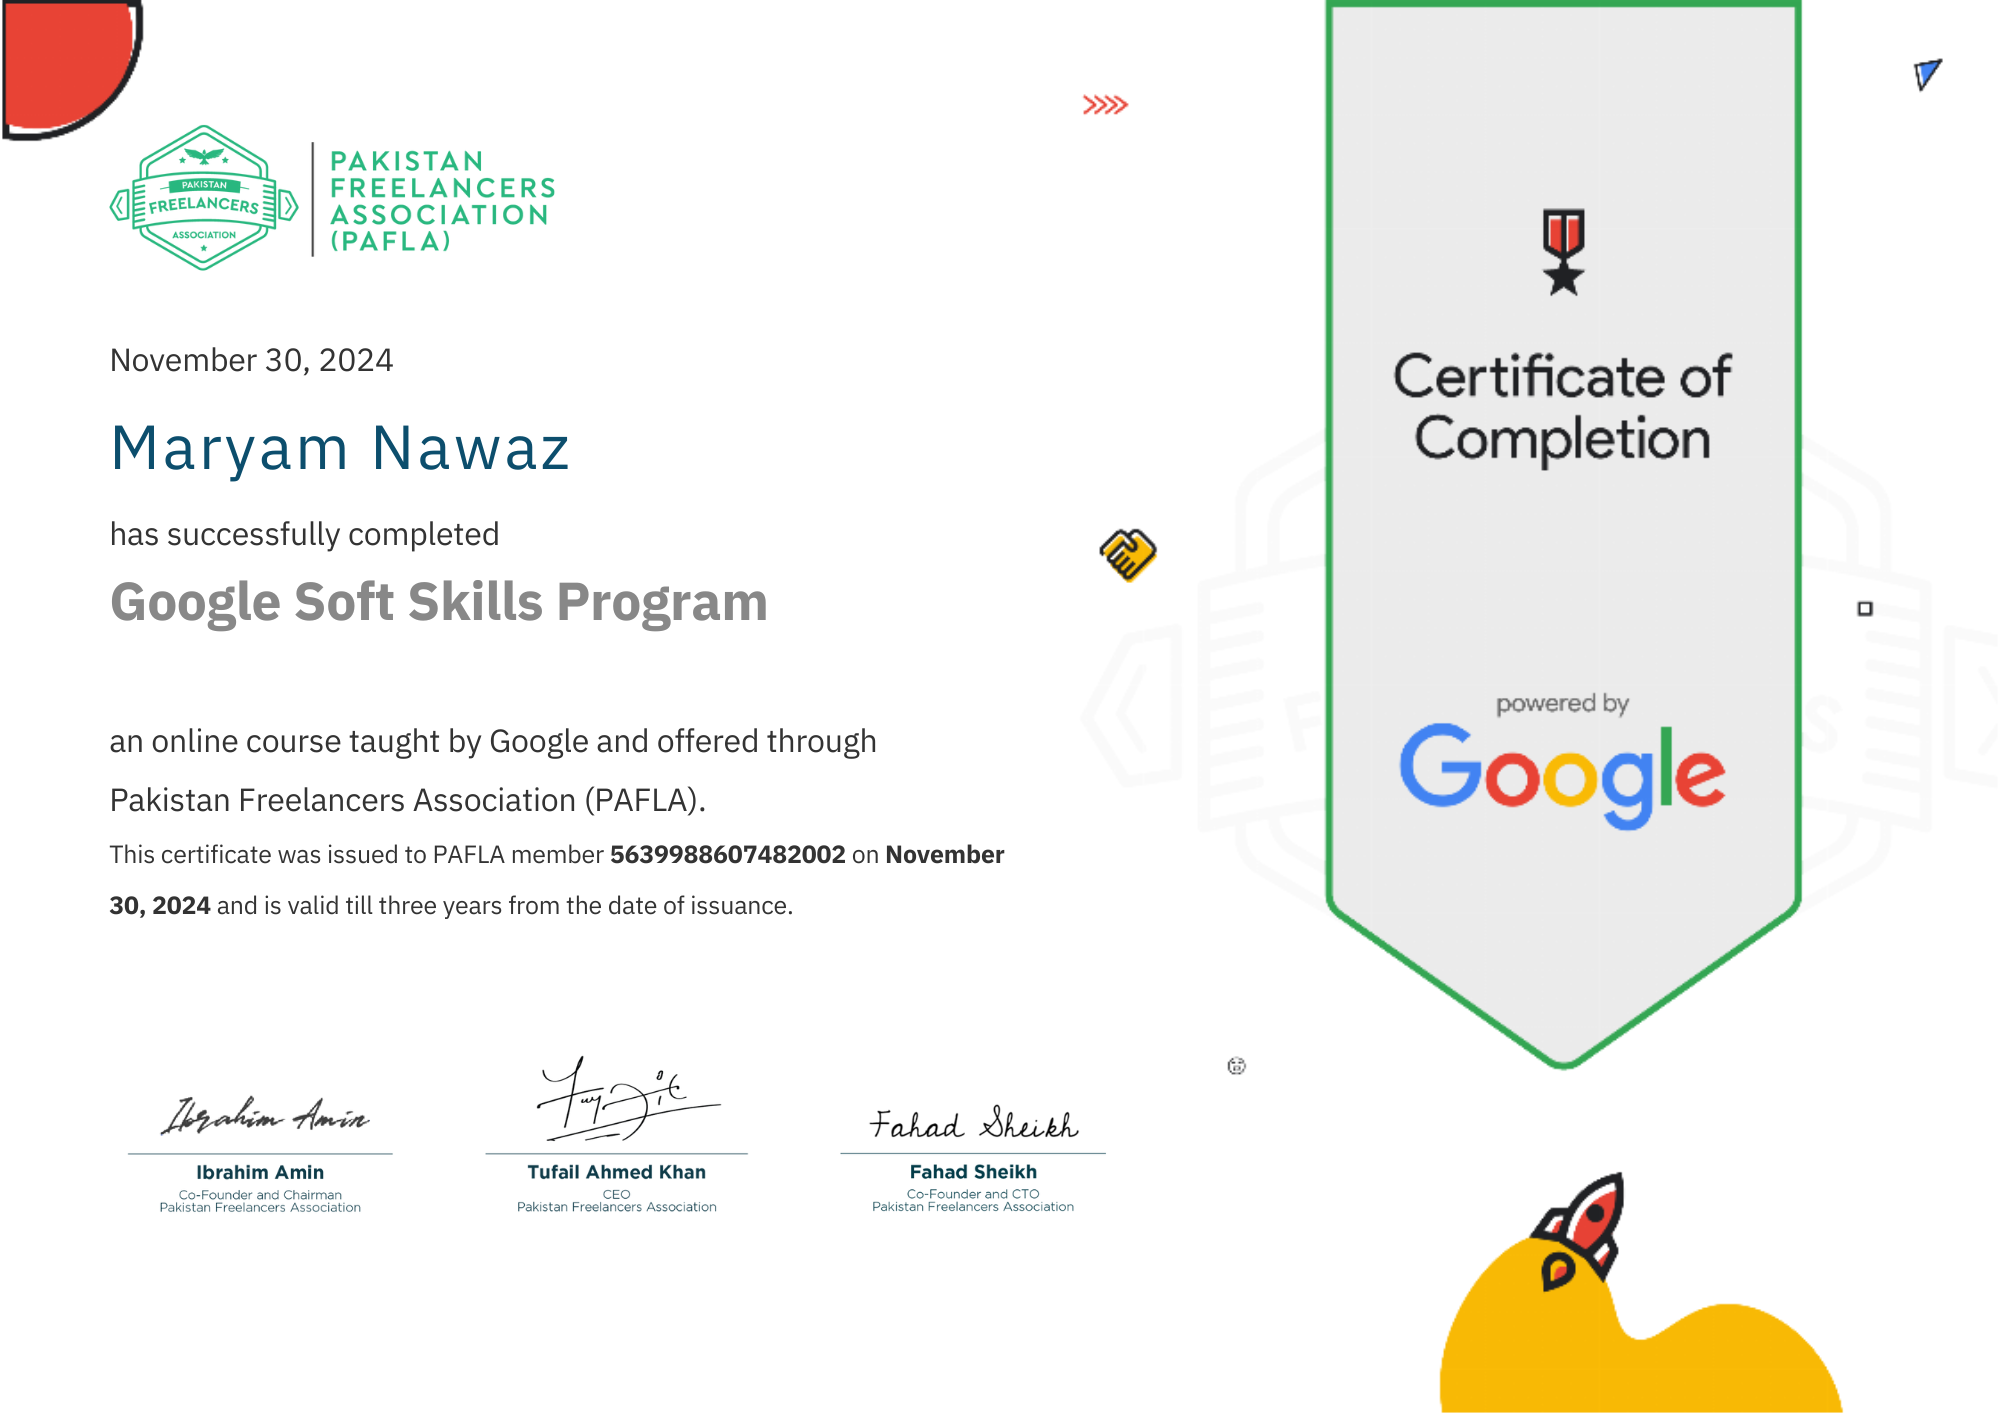 PAKISTAN
FREELANCERS
ASSOCIATION
PAKISTAN
FREELANCERS
ASSOCIATION
(PAFLA)
November 30, 2024
Maryam Nawaz
has successfully completed
Google Soft Skills Program
an online course taught by Google and offered through
Pakistan Freelancers Association (PAFLA).
This certificate was issued to PAFLA member 5639988607482002 on November
30, 2024 and is valid till three years from the date of issuance.
Certificate of
Completion
powered by
Google
Ibrahim Amin
Ibrahim Amin
Co-Founder and Chairman
Pakistan Freelancers Association
Tufail Ahmed Khan
CEO
Pakistan Freelancers Association
Fahad Sheikh
Fahad Sheikh
Co-Founder and CTO
Pakistan Freelancers Association